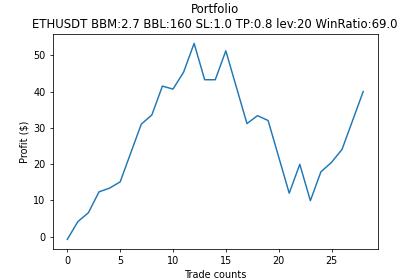 Portfolio
ETHUSDT BBM:2.7 BBL:160 SL:1.0 TP:0.8 lev:20 WinRatio:69.0
50
40
30
20
10
0
Profit ($)
0 5 10 15 20 25
Trade counts